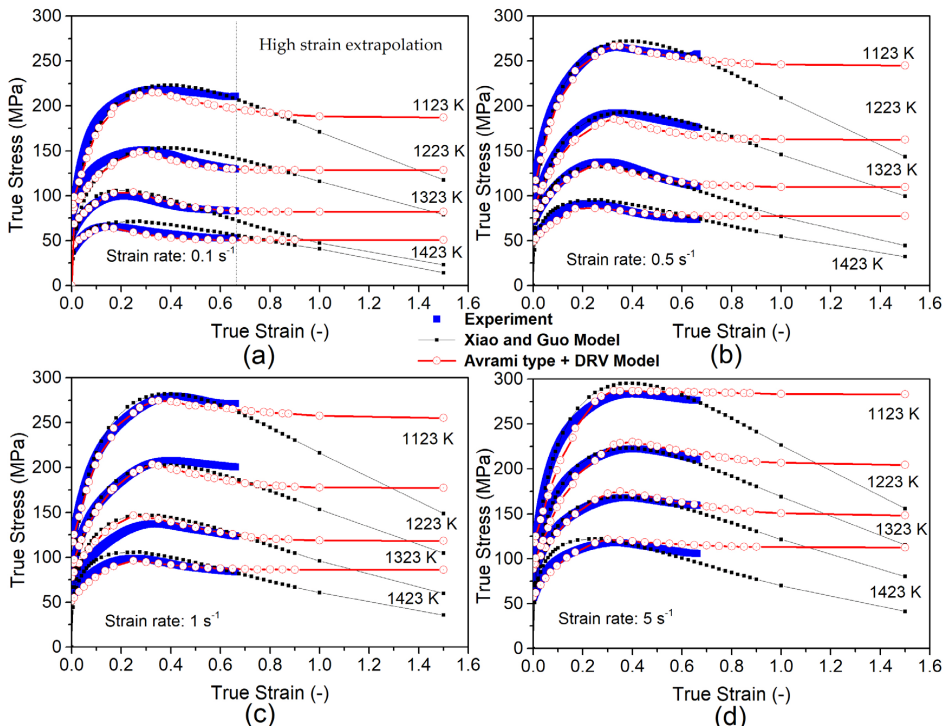 (a)
High strain extrapolation
300
250
200
150
100
50
0
True Stress (MPa)
1123 K
1223 K
1323 K
1423 K
Strain rate: 0.1 s-1
0.0 0.2 0.4 0.6 0.8 1.0 1.2 1.4 1.6
True Strain (-)
(b)
300
250
200
150
100
50
0
True Stress (MPa)
1123 K
1223 K
1323 K
1423 K
Strain rate: 0.5 s-1
0.0 0.2 0.4 0.6 0.8 1.0 1.2 1.4 1.6
True Strain (-)
Experiment
Xiao and Guo Model
Avrami type + DRV Model
300
250
200
150
100
50
0
True Stress (MPa)
1123 K
1223 K
1323 K
1423 K
Strain rate: 1 s-1
0.0 0.2 0.4 0.6 0.8 1.0 1.2 1.4 1.6
True Strain (-)
(c)
300
250
200
150
100
50
0
True Stress (MPa)
1123 K
1223 K
1323 K
1423 K
Strain rate: 5 s-1
0.0 0.2 0.4 0.6 0.8 1.0 1.2 1.4 1.6
True Strain (-)
(d)